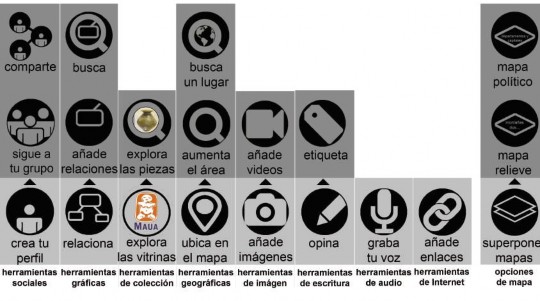 comparte
busca
busca
un lugar
mapa
político
sigue a
tu grupo
añade
relaciones
explora
las piezas
aumenta
el área
añade
videos
etiqueta
mapa
relieve
MAUA
crea tu
perfil
relaciona
explora
las vitrinas
ubica en
el mapa
añade
imágenes
opina
graba
tu voz
añade
enlaces
superpone
mapas
herramientas
sociales
herramientas
gráficas
herramientas
de colección
herramientas
geográficas
herramientas
de imágen
herramientas
de escritura
herramientas
de audio
herramientas
de Internet
opciones
de mapa